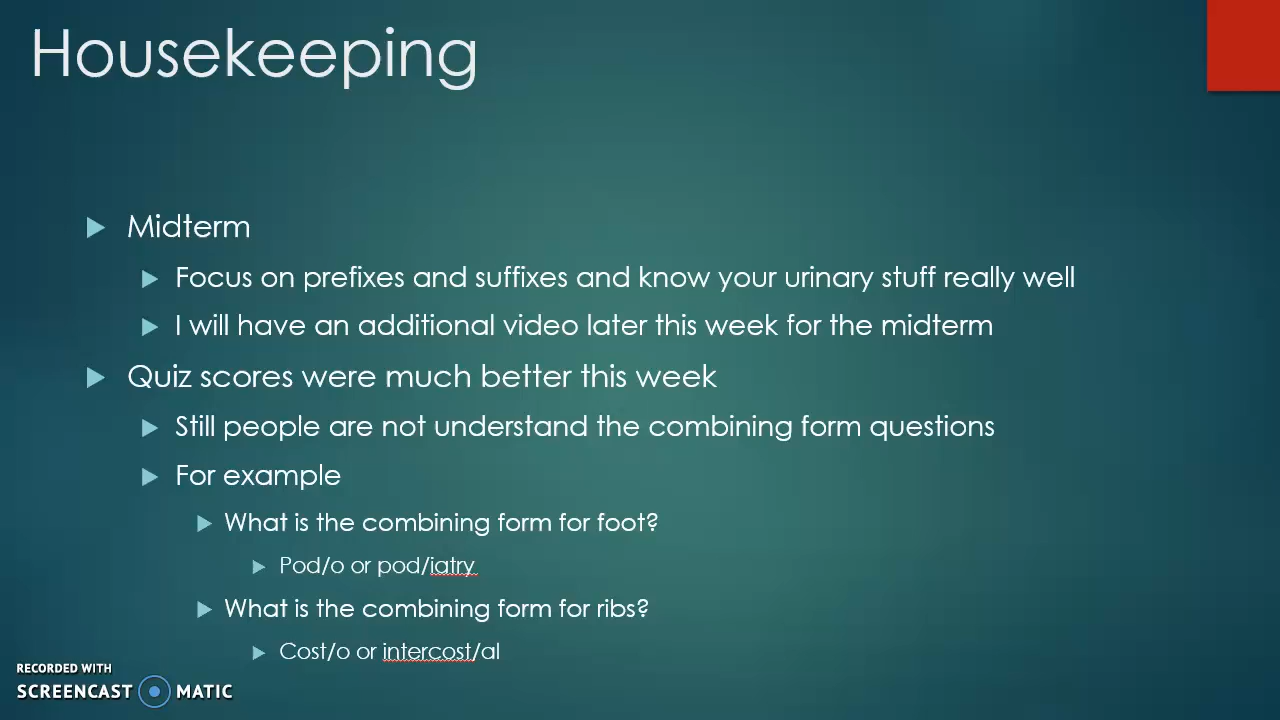 Housekeeping
Midterm
Focus on prefixes and suffixes and know your urinary stuff really well
I will have an additional video later this week for the midterm
Quiz scores were much better this week
Still people are not understand the combining form questions
For example
What is the combining form for foot?
Pod/o or pod/iatry
What is the combining form for ribs?
Cost/o or intercost/al
RECORDED WITH
SCREENCAST MATIC